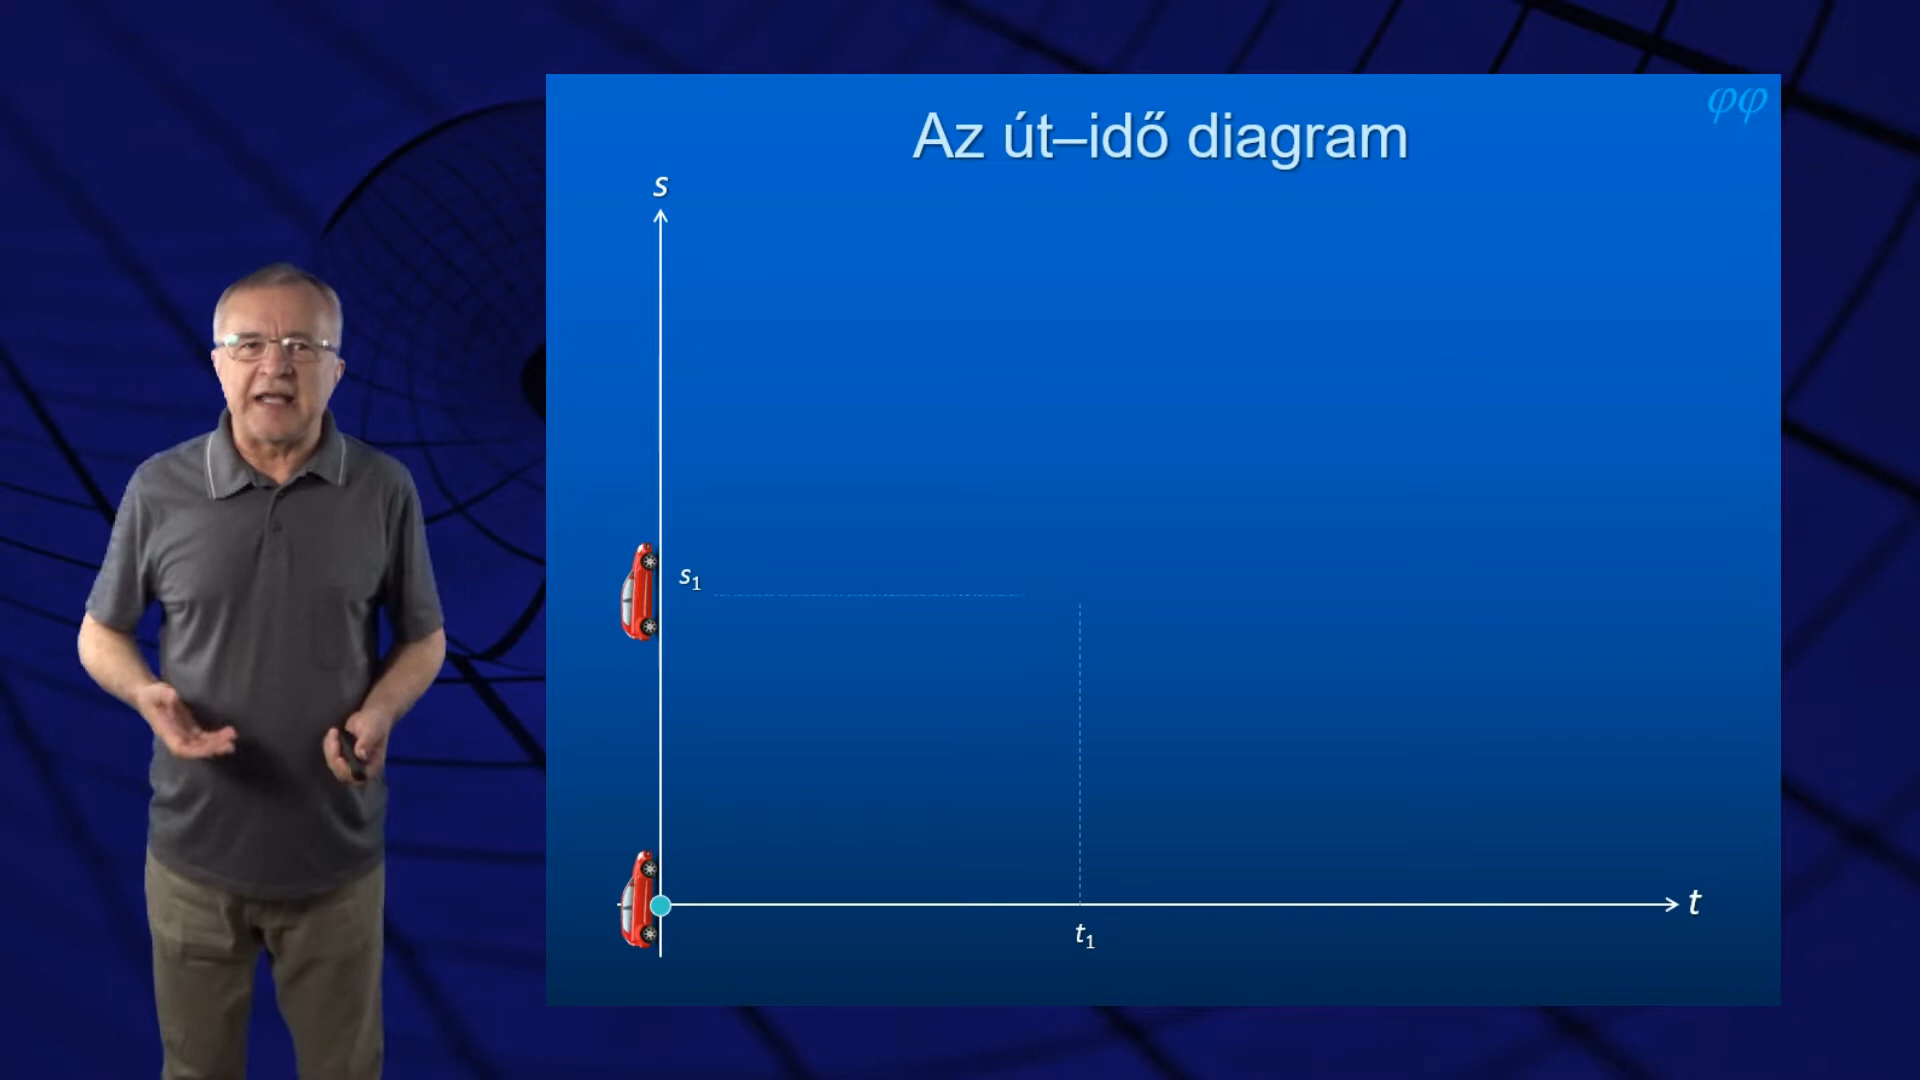 φφ
Az út–idő diagram
s
s₁
t
t₁